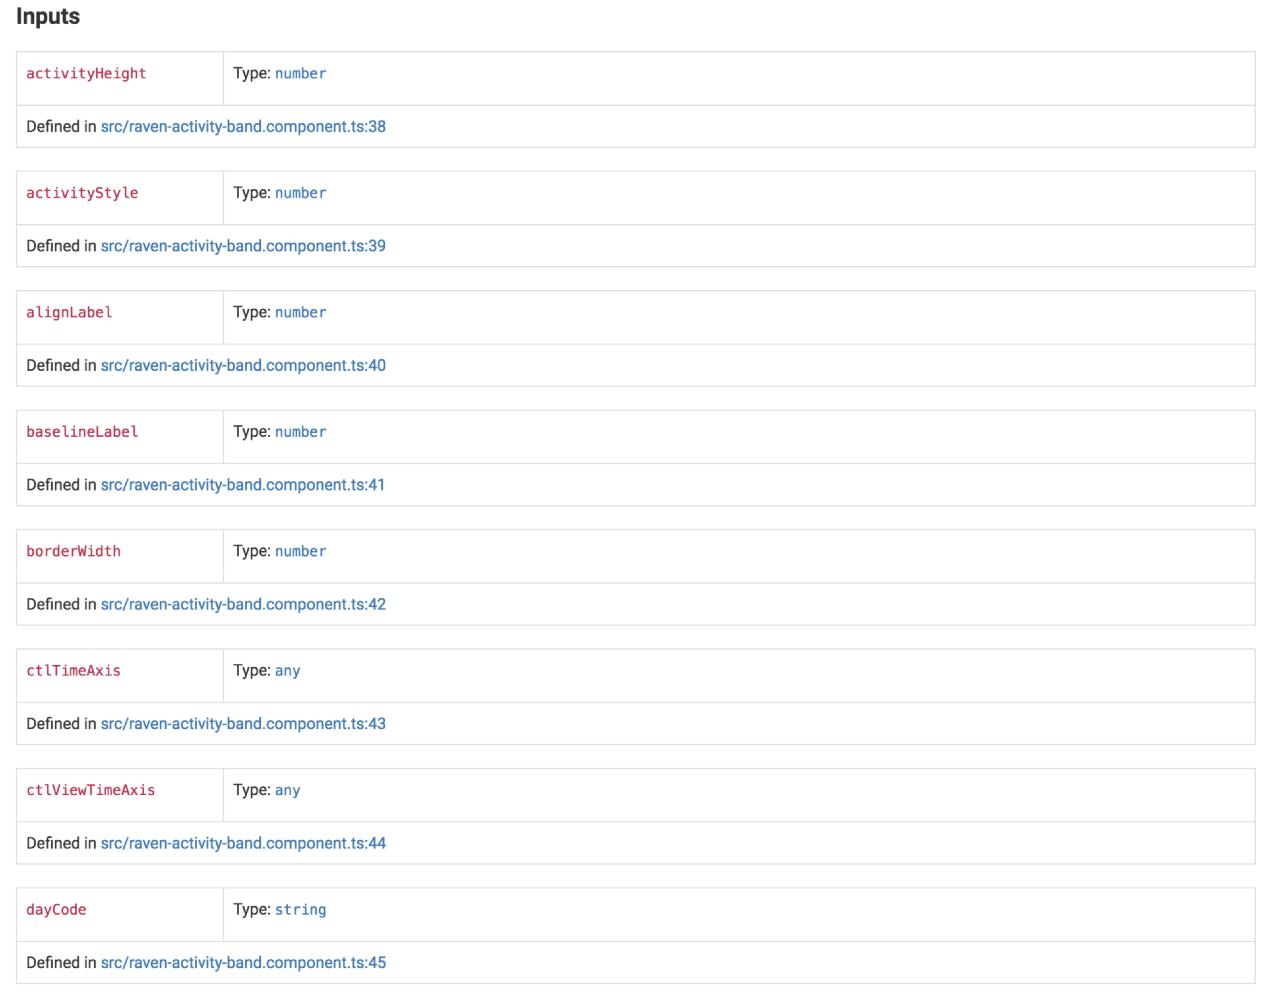 Inputs
activityHeight Type: number
Defined in src/raven-activity-band.component.ts:38
activityStyle Type: number
Defined in src/raven-activity-band.component.ts:39
alignLabel Type: number
Defined in src/raven-activity-band.component.ts:40
baselineLabel Type: number
Defined in src/raven-activity-band.component.ts:41
borderWidth Type: number
Defined in src/raven-activity-band.component.ts:42
ctlTimeAxis Type: any
Defined in src/raven-activity-band.component.ts:43
ctlViewTimeAxis Type: any
Defined in src/raven-activity-band.component.ts:44
dayCode Type: string
Defined in src/raven-activity-band.component.ts:45